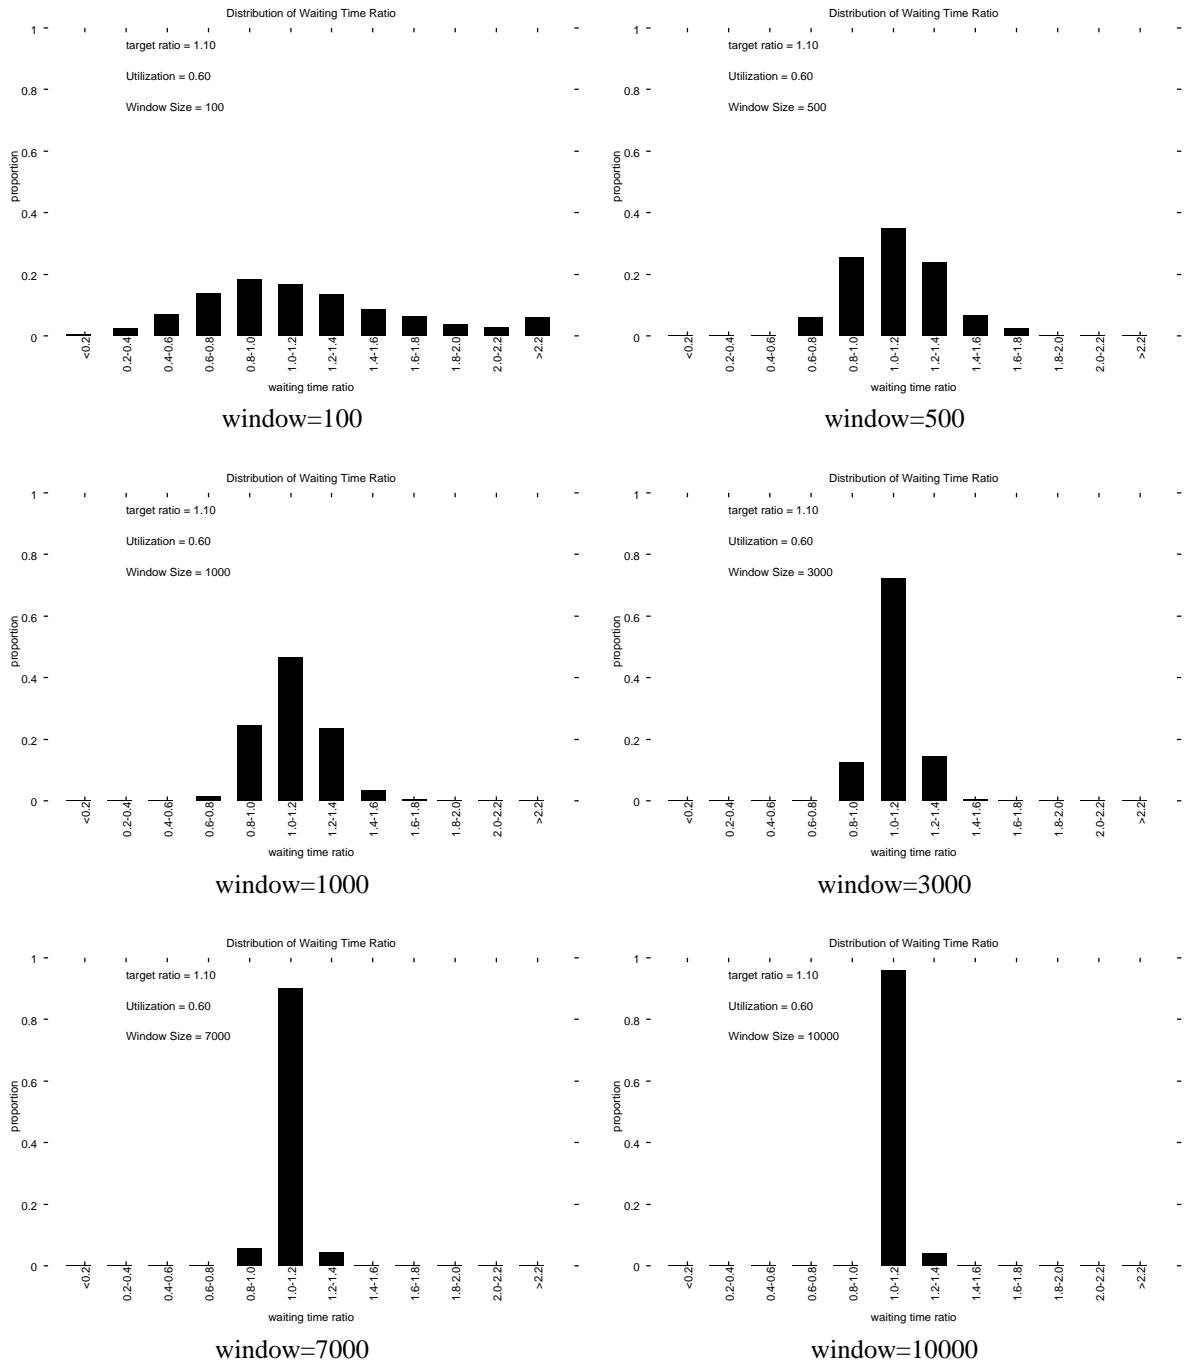 Distribution of Waiting Time Ratio
target ratio = 1.10
Utilization = 0.60
Window Size = 100
proportion
1
0.8
0.6
0.4
0.2
0
<0.2
0.2-0.4
0.4-0.6
0.6-0.8
0.8-1.0
1.0-1.2
1.2-1.4
1.4-1.6
1.6-1.8
1.8-2.0
2.0-2.2
>2.2
waiting time ratio
window=100
Distribution of Waiting Time Ratio
target ratio = 1.10
Utilization = 0.60
Window Size = 500
proportion
1
0.8
0.6
0.4
0.2
0
<0.2
0.2-0.4
0.4-0.6
0.6-0.8
0.8-1.0
1.0-1.2
1.2-1.4
1.4-1.6
1.6-1.8
1.8-2.0
2.0-2.2
>2.2
waiting time ratio
window=500
Distribution of Waiting Time Ratio
target ratio = 1.10
Utilization = 0.60
Window Size = 1000
proportion
1
0.8
0.6
0.4
0.2
0
<0.2
0.2-0.4
0.4-0.6
0.6-0.8
0.8-1.0
1.0-1.2
1.2-1.4
1.4-1.6
1.6-1.8
1.8-2.0
2.0-2.2
>2.2
waiting time ratio
window=1000
Distribution of Waiting Time Ratio
target ratio = 1.10
Utilization = 0.60
Window Size = 3000
proportion
1
0.8
0.6
0.4
0.2
0
<0.2
0.2-0.4
0.4-0.6
0.6-0.8
0.8-1.0
1.0-1.2
1.2-1.4
1.4-1.6
1.6-1.8
1.8-2.0
2.0-2.2
>2.2
waiting time ratio
window=3000
Distribution of Waiting Time Ratio
target ratio = 1.10
Utilization = 0.60
Window Size = 7000
proportion
1
0.8
0.6
0.4
0.2
0
<0.2
0.2-0.4
0.4-0.6
0.6-0.8
0.8-1.0
1.0-1.2
1.2-1.4
1.4-1.6
1.6-1.8
1.8-2.0
2.0-2.2
>2.2
waiting time ratio
window=7000
Distribution of Waiting Time Ratio
target ratio = 1.10
Utilization = 0.60
Window Size = 10000
proportion
1
0.8
0.6
0.4
0.2
0
<0.2
0.2-0.4
0.4-0.6
0.6-0.8
0.8-1.0
1.0-1.2
1.2-1.4
1.4-1.6
1.6-1.8
1.8-2.0
2.0-2.2
>2.2
waiting time ratio
window=10000